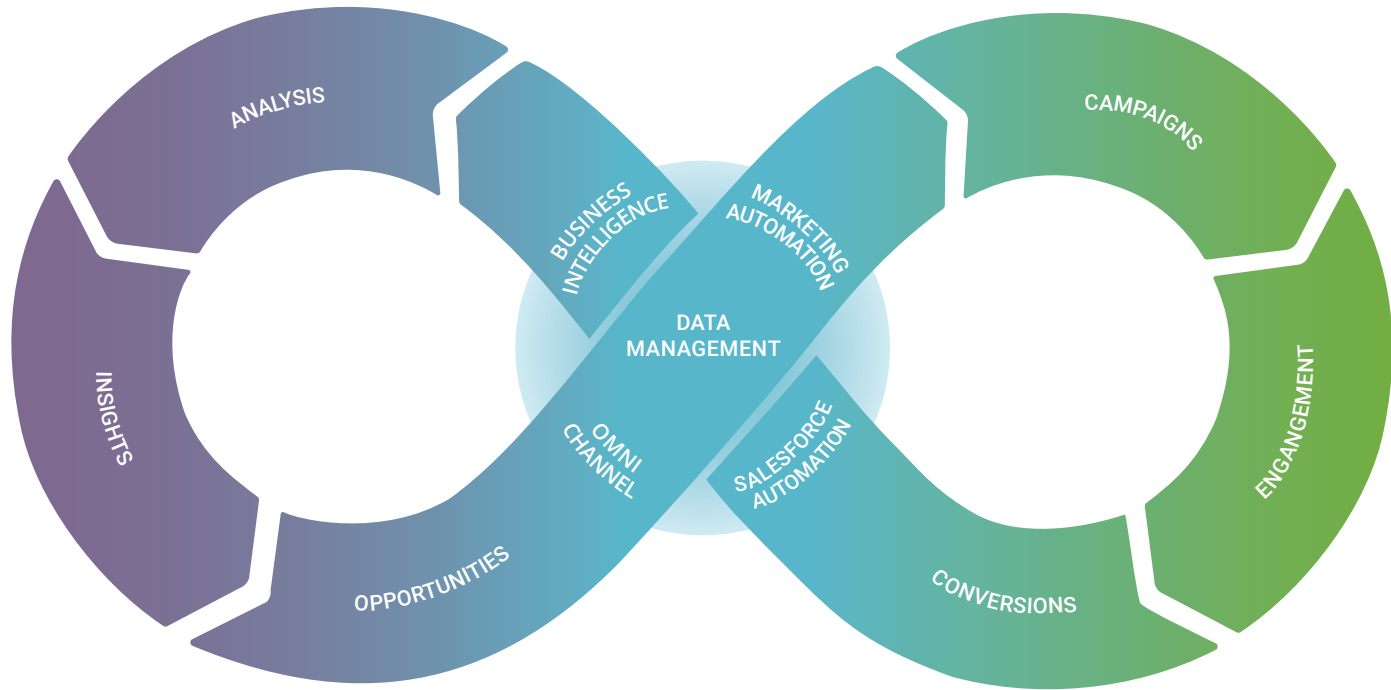 ANALYSIS
INSIGHTS
OPPORTUNITIES
BUSINESS
INTELLIGENCE
MARKETING
AUTOMATION
DATA
MANAGEMENT
OMNI
CHANNEL
SALESFORCE
AUTOMATION
CAMPAIGNS
ENGANGEMENT
CONVERSIONS